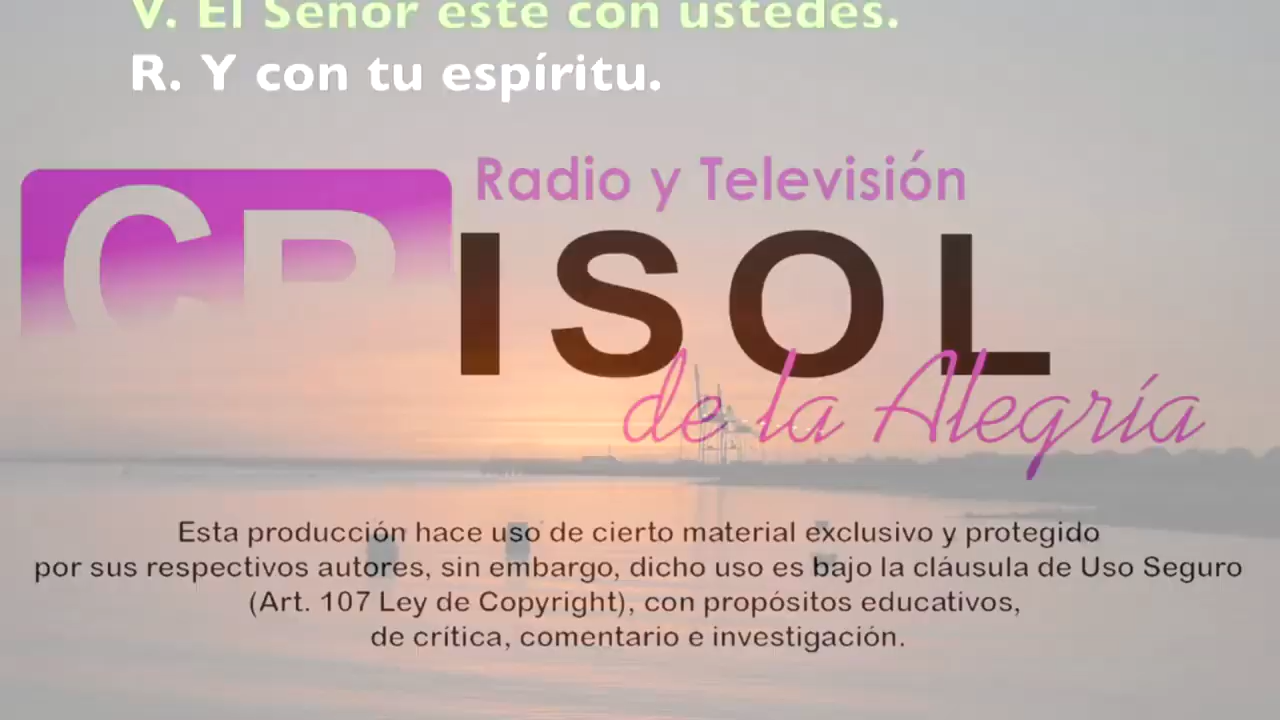 V. El Señor esté con ustedes.
R. Y con tu espíritu.
Radio y Televisión
CRISOL
de la Alegría
Esta producción hace uso de cierto material exclusivo y protegido
por sus respectivos autores, sin embargo, dicho uso es bajo la cláusula de Uso Seguro
(Art. 107 Ley de Copyright), con propósitos educativos,
de crítica, comentario e investigación.